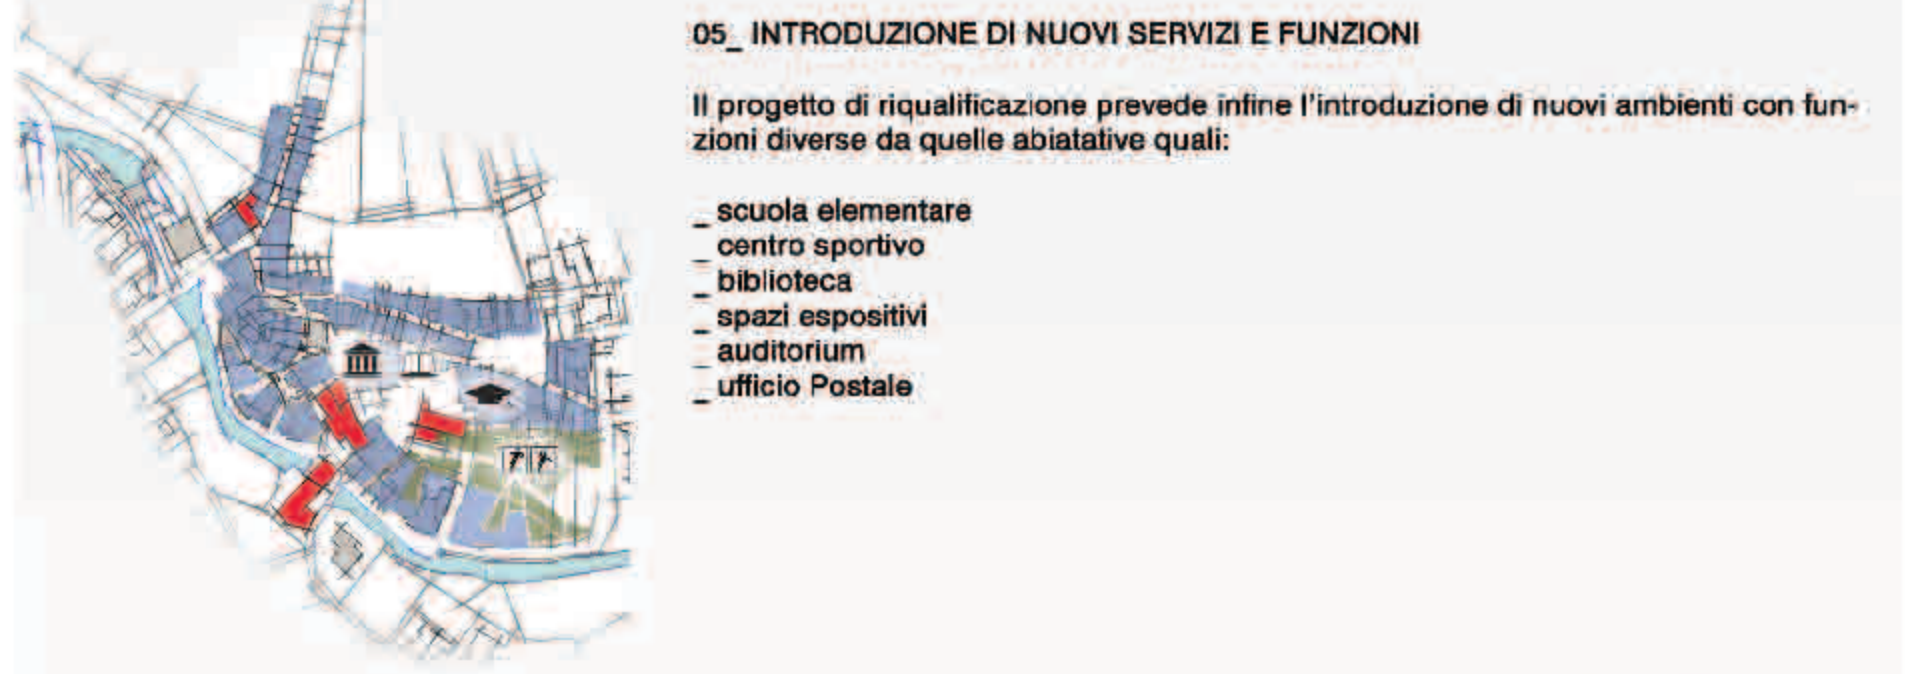 05_ INTRODUZIONE DI NUOVI SERVIZI E FUNZIONI
Il progetto di riqualificazione prevede infine l'introduzione di nuovi ambienti con fun-
zioni diverse da quelle abiatative quali:
_ scuola elementare
_ centro sportivo
_ biblioteca
_ spazi espositivi
_ auditorium
_ ufficio Postale